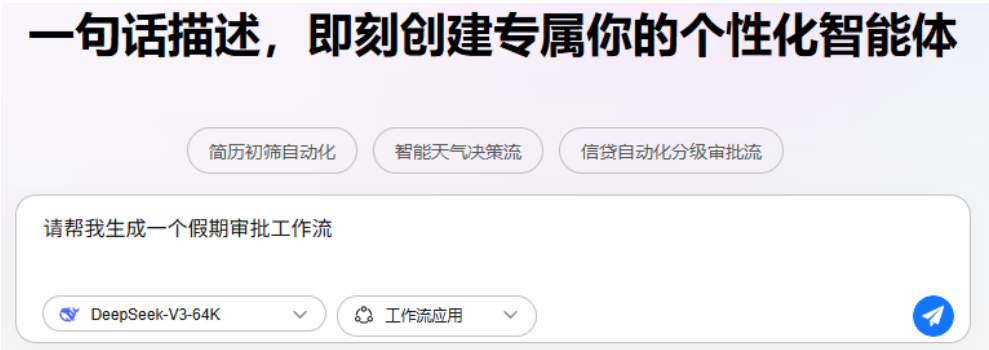 一句话描述，即刻创建专属你的个性化智能体
简历初筛自动化 智能天气决策流 信贷自动化分级审批流
请帮我生成一个假期审批工作流
DeepSeek-V3-64K 工作流应用